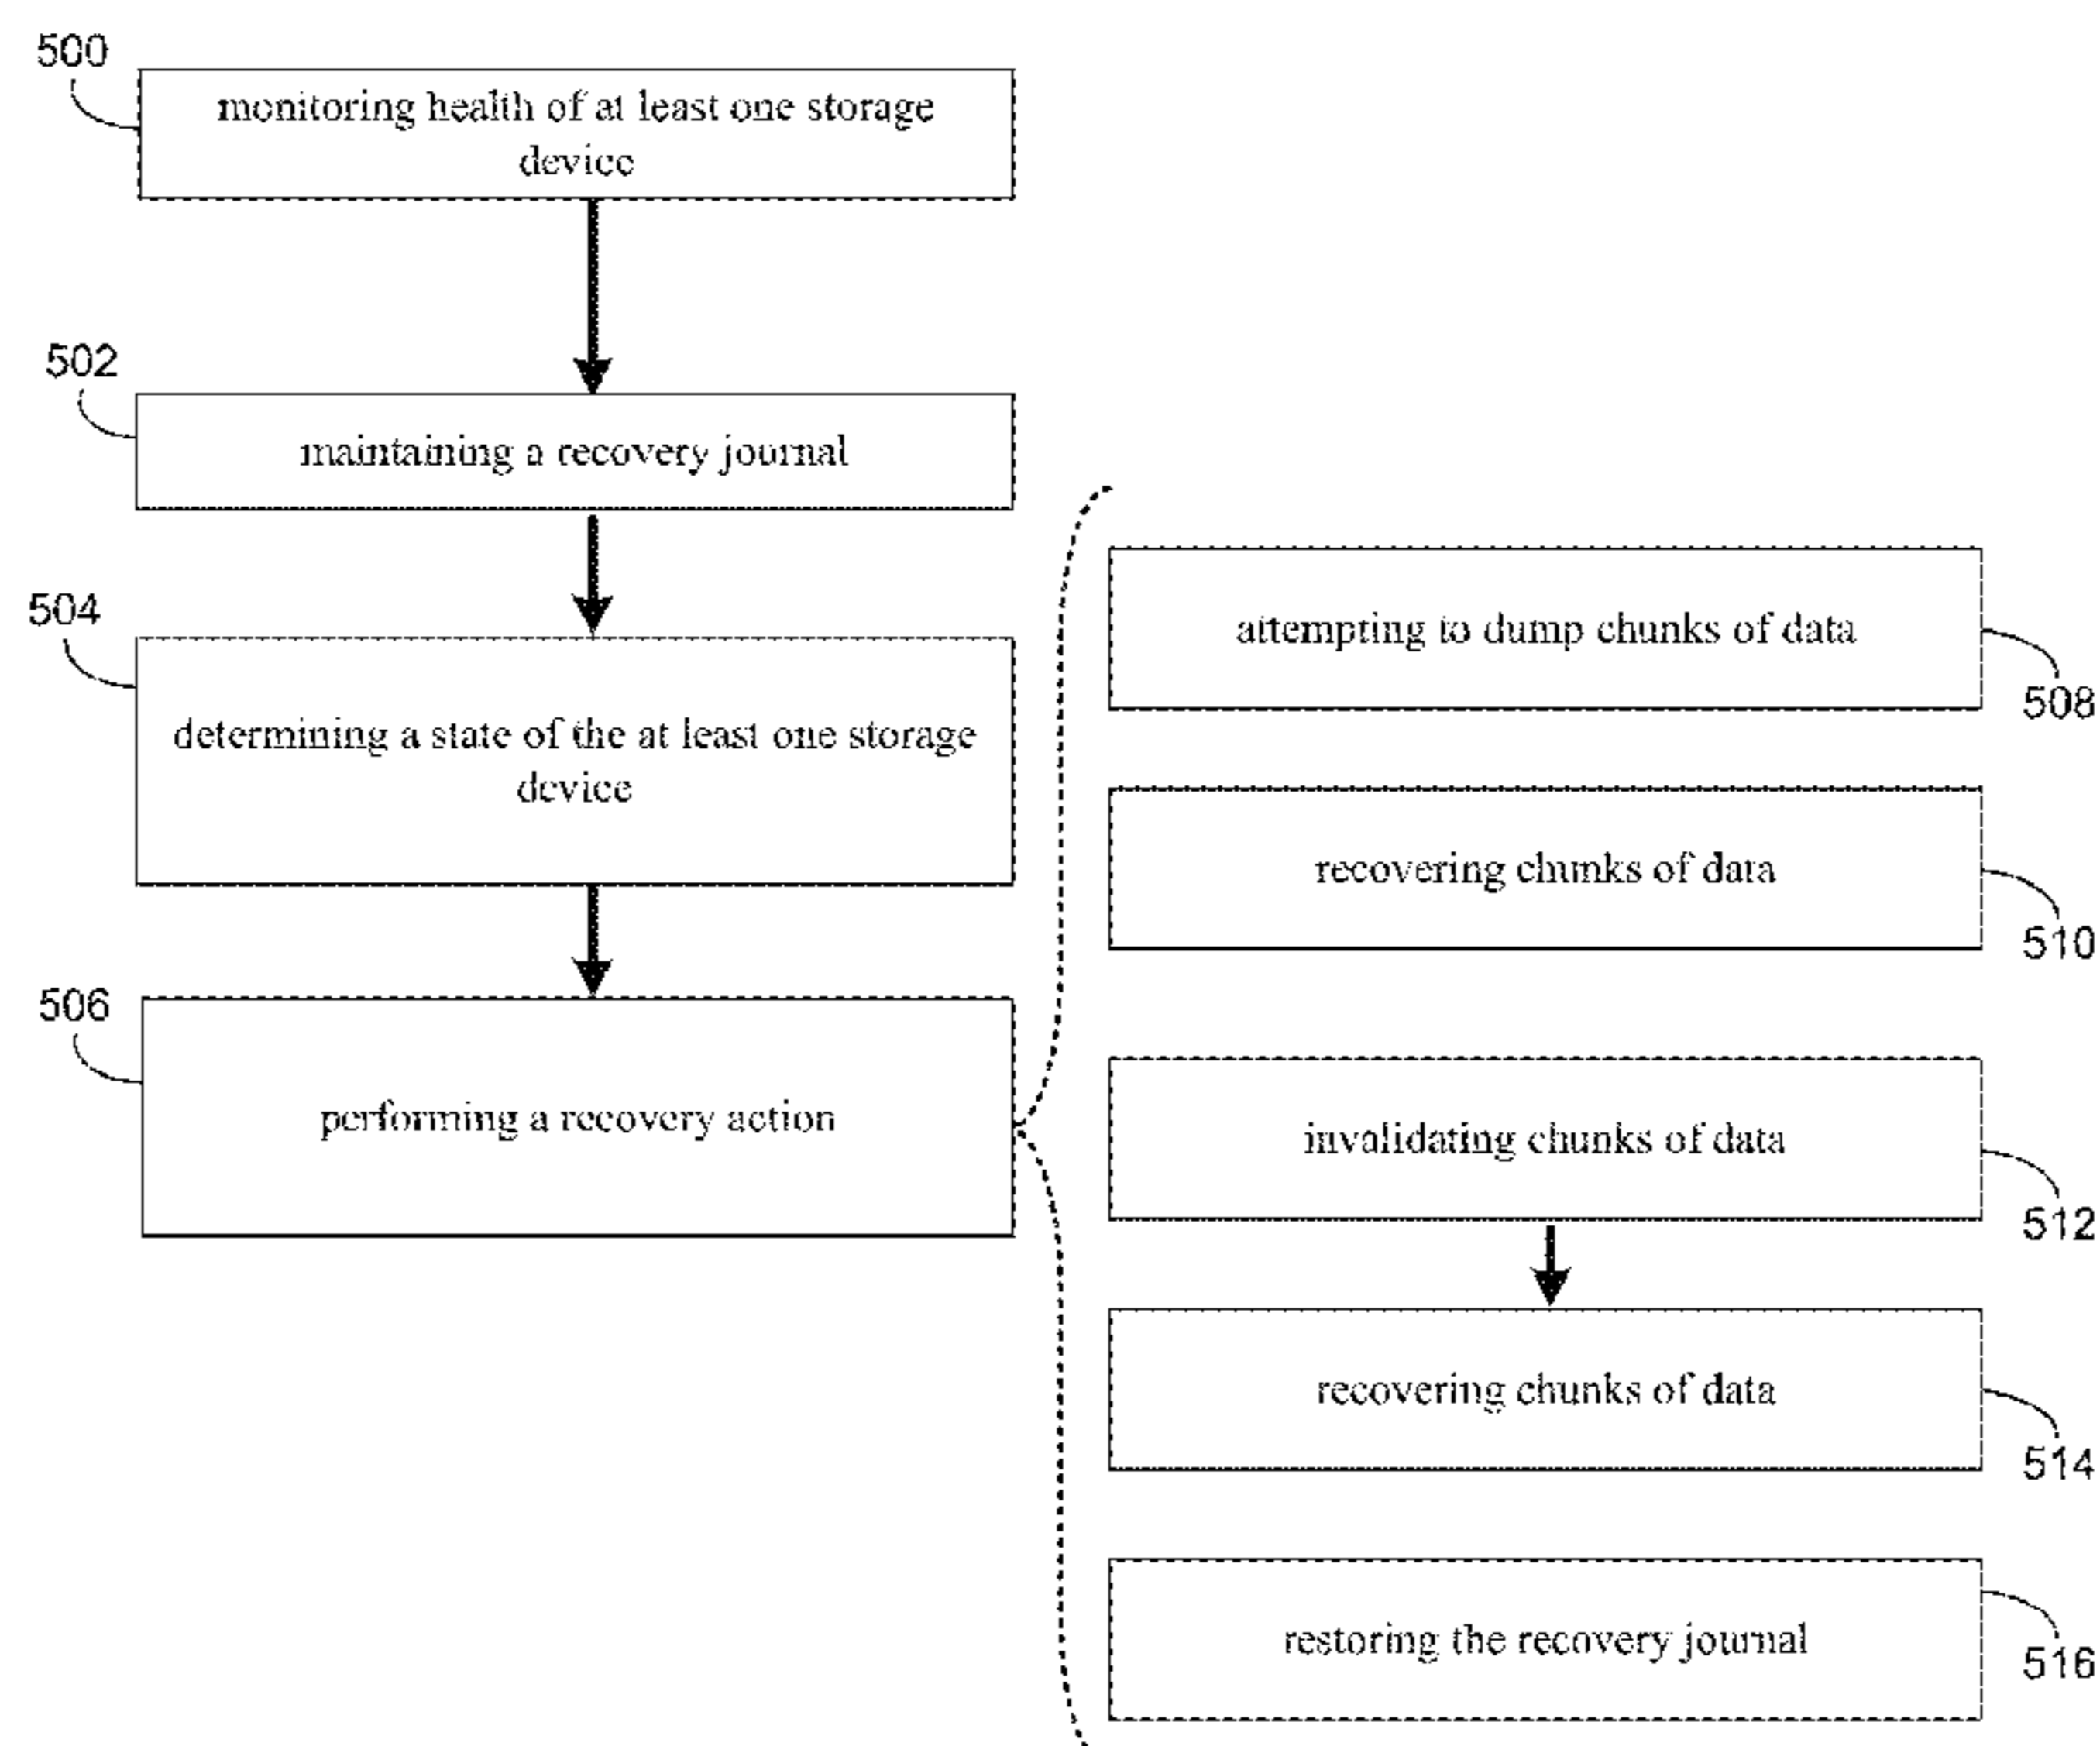 500
monitoring health of at least one storage
device
502
maintaining a recovery journal
504
determining a state of the at least one storage
device
506
performing a recovery action
attempting to dump chunks of data
508
recovering chunks of data
510
invalidating chunks of data
512
recovering chunks of data
514
restoring the recovery journal
516